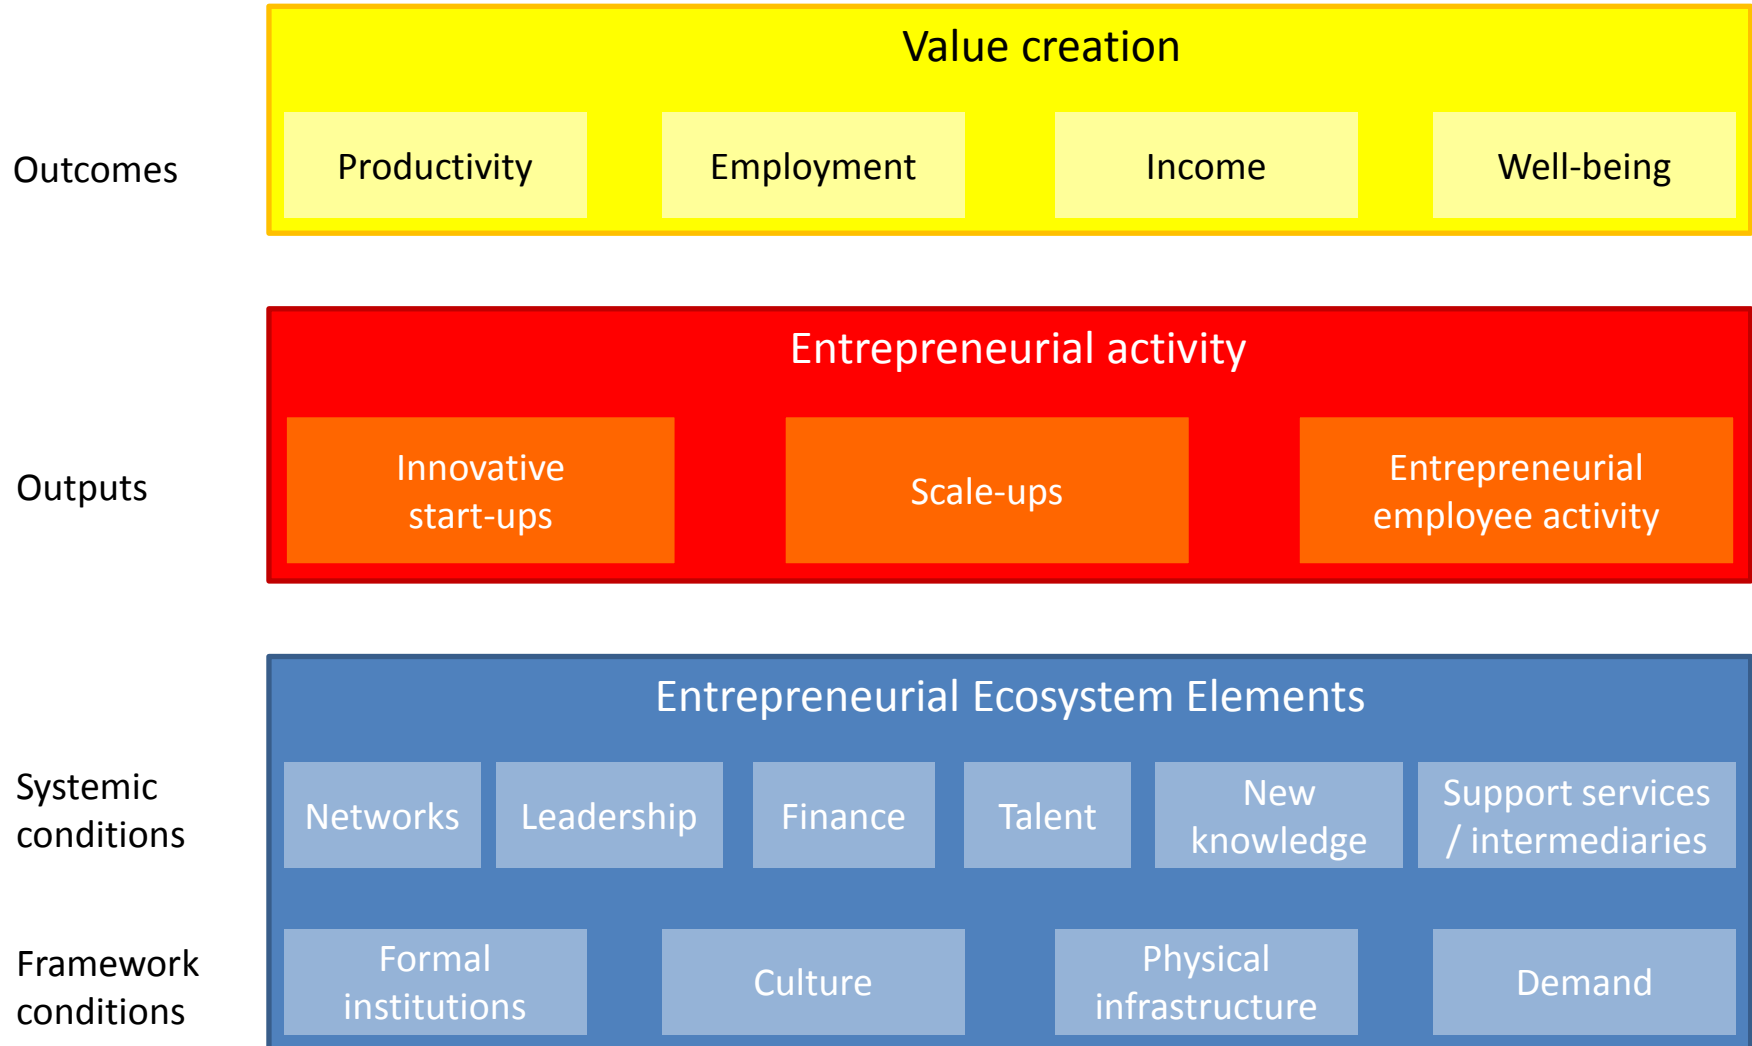 Value creation
Outcomes
Productivity
Employment
Income
Well-being
Entrepreneurial activity
Outputs
Innovative
start-ups
Scale-ups
Entrepreneurial
employee activity
Entrepreneurial Ecosystem Elements
Systemic
conditions
Networks
Leadership
Finance
Talent
New
knowledge
Support services
/ intermediaries
Framework
conditions
Formal
institutions
Culture
Physical
infrastructure
Demand